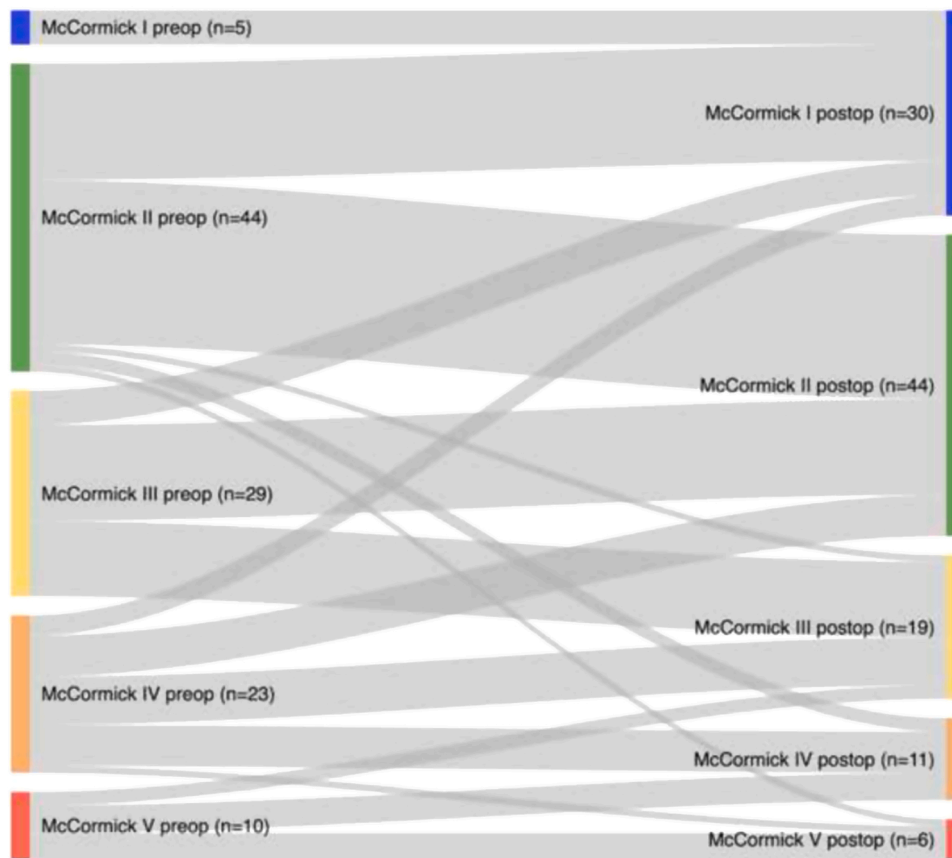 McCormick I preop (n=5)
McCormick I postop (n=30)
McCormick II preop (n=44)
McCormick II postop (n=44)
McCormick III preop (n=29)
McCormick III postop (n=19)
McCormick IV preop (n=23)
McCormick IV postop (n=11)
McCormick V preop (n=10)
McCormick V postop (n=6)